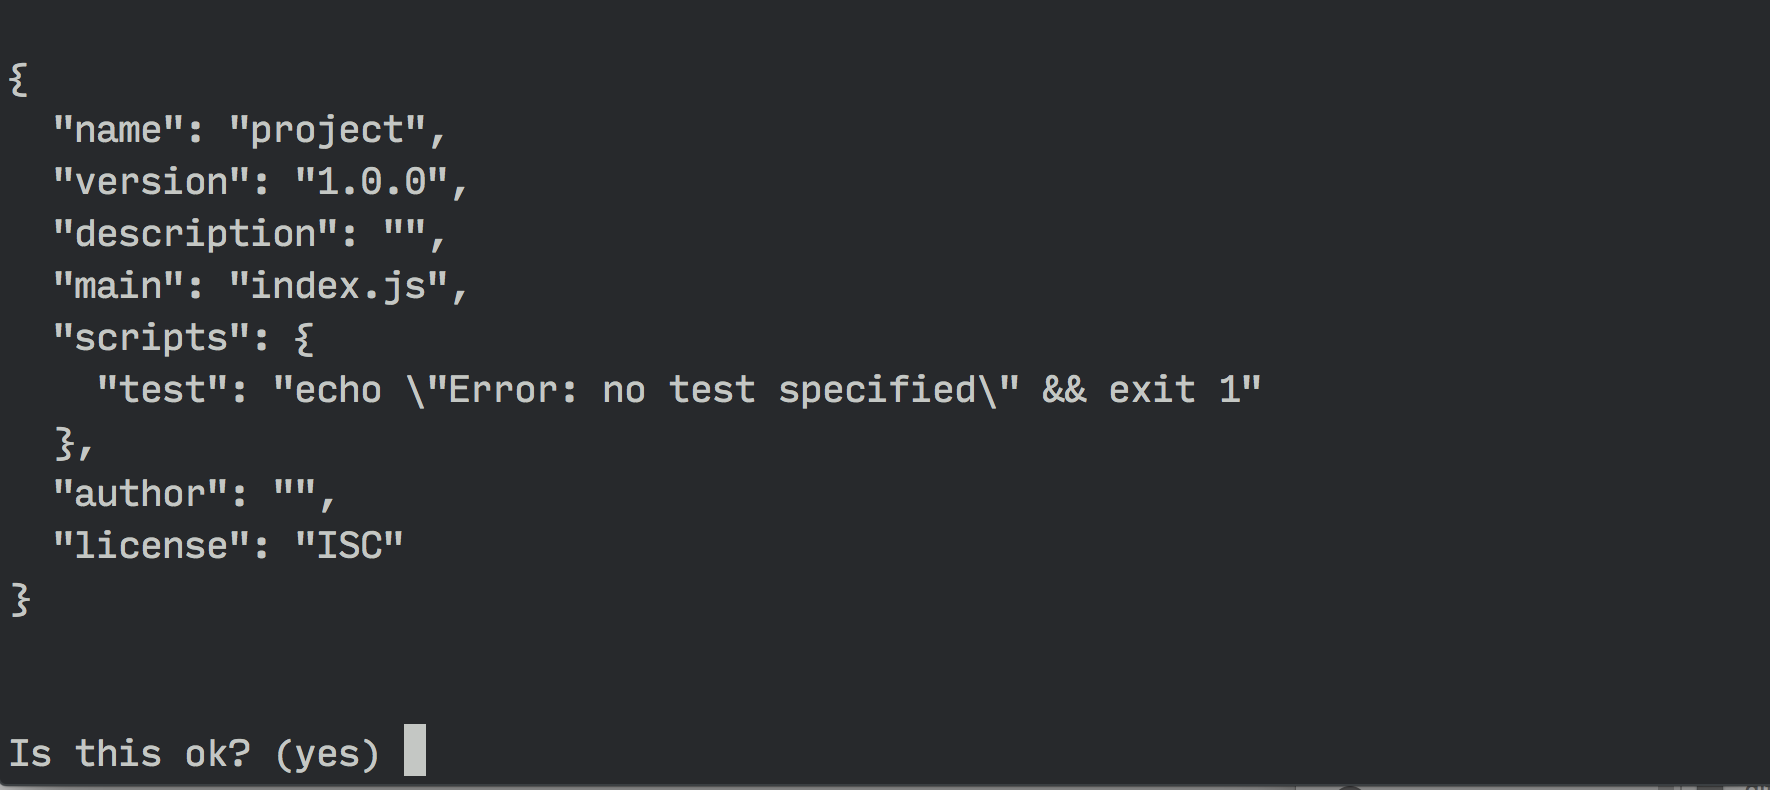 {
  "name": "project",
  "version": "1.0.0",
  "description": "",
  "main": "index.js",
  "scripts": {
    "test": "echo \"Error: no test specified\" && exit 1"
  },
  "author": "",
  "license": "ISC"
}
Is this ok? (yes)